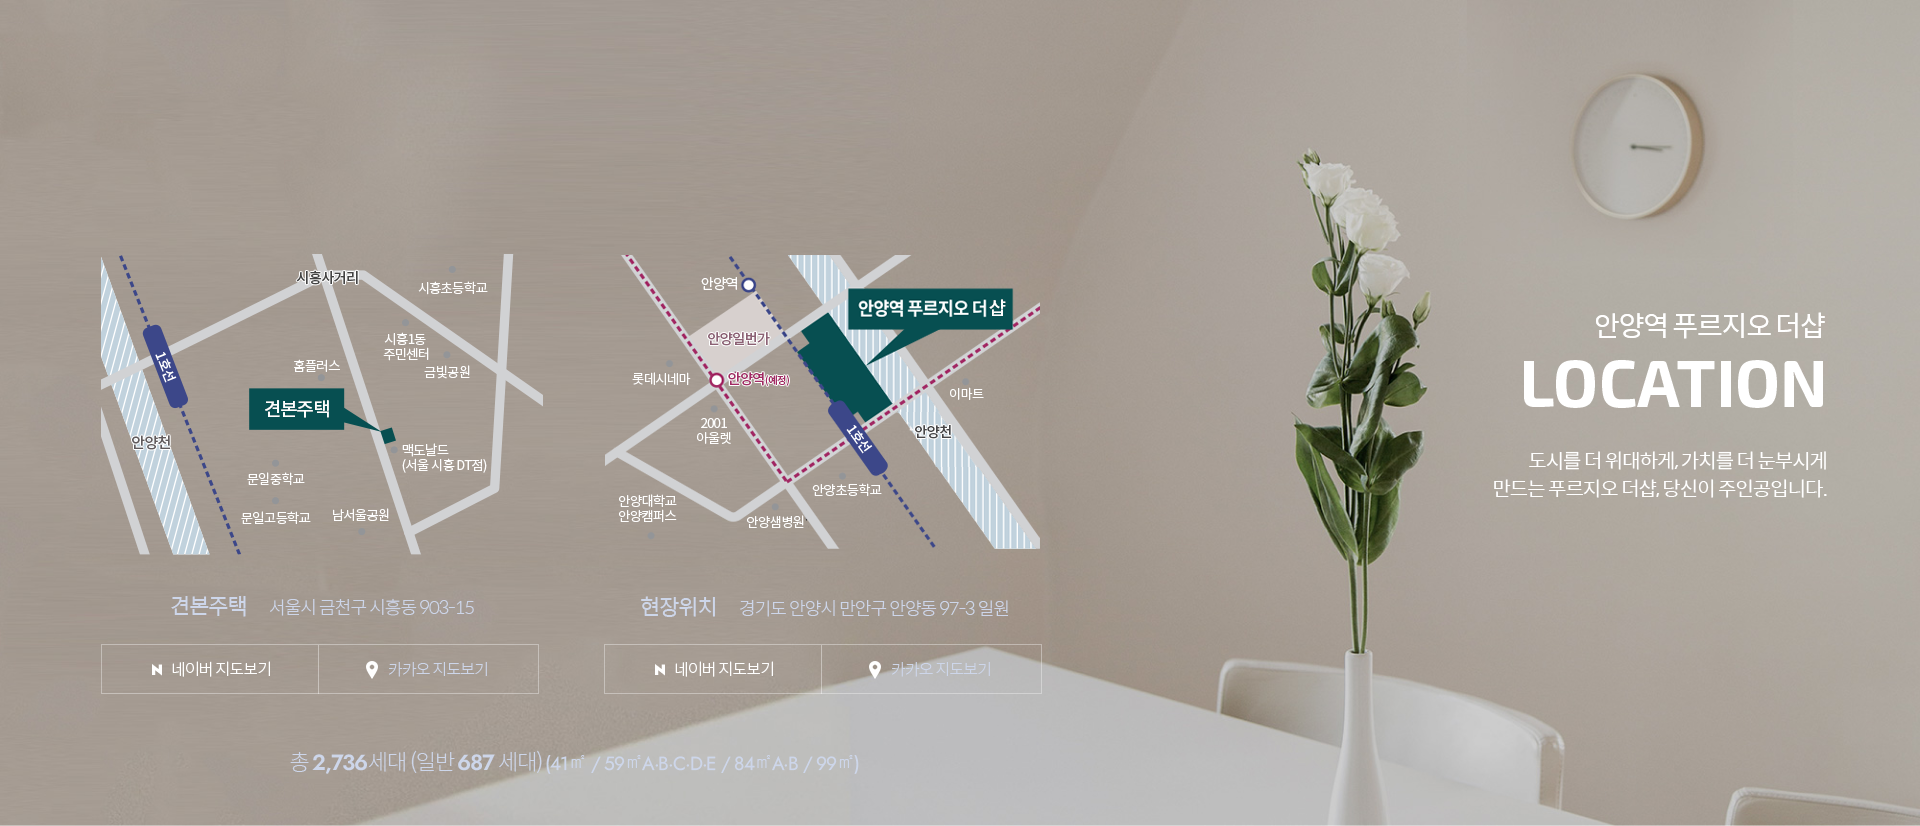 시흥사거리
시흥초등학교
1호선
시흥1동
주민센터
홈플러스
금빛공원
견본주택
안양천
맥도날드
(서울 시흥 DT점)
문일중학교
문일고등학교
남서울공원
안양역
안양역 푸르지오 더샵
안양일번가
롯데시네마
안양역(예정)
이마트
2001
아울렛
1호선
안양천
안양초등학교
안양대학교
안양캠퍼스
안양샘병원
견본주택 서울시 금천구 시흥동 903-15
네이버 지도보기
카카오 지도보기
현장위치 경기도 안양시 만안구 안양동 97-3 일원
네이버 지도보기
카카오 지도보기
총 2,736세대 (일반 687 세대) (41㎡ / 59㎡A·B·C·D·E / 84㎡A·B / 99㎡)
안양역 푸르지오 더샵
LOCATION
도시를 더 위대하게, 가치를 더 눈부시게
만드는 푸르지오 더샵, 당신이 주인공입니다.